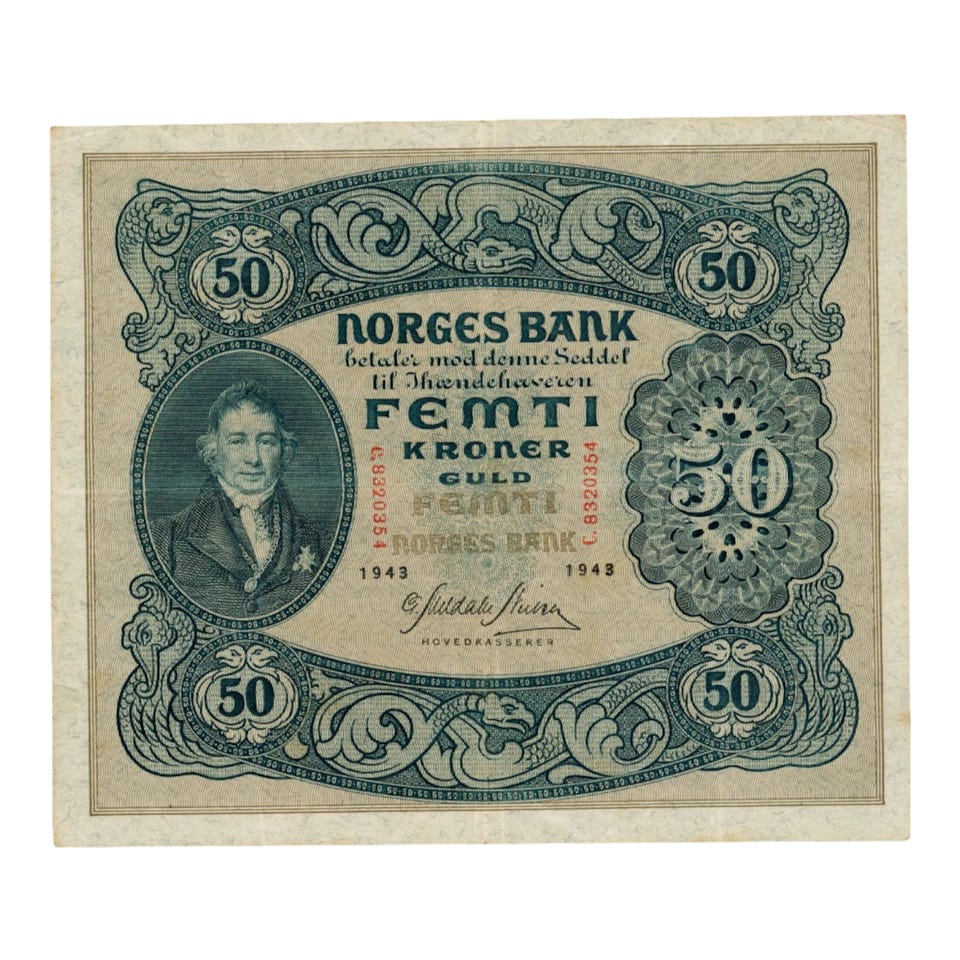 50
50
NORGES BANK
betaler mod denne Seddel
til Ihændehaveren
FEMTI
KRONER
GULD
C.8320354
C.8320354
50
FEMTI
NORGES BANK
1943
1943
HOVEDKASSERER
50
50